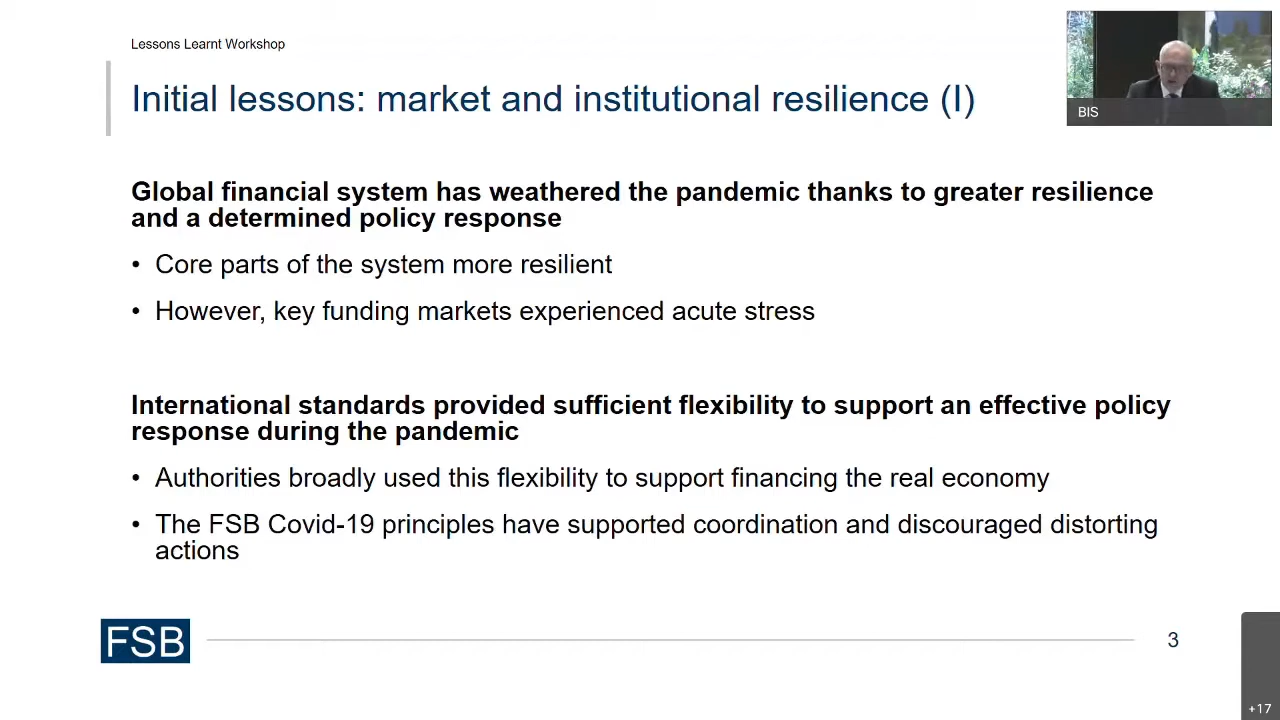 Lessons Learnt Workshop
Initial lessons: market and institutional resilience (I)
BIS
Global financial system has weathered the pandemic thanks to greater resilience
and a determined policy response
• Core parts of the system more resilient
• However, key funding markets experienced acute stress
International standards provided sufficient flexibility to support an effective policy
response during the pandemic
• Authorities broadly used this flexibility to support financing the real economy
• The FSB Covid-19 principles have supported coordination and discouraged distorting
actions
FSB
3
+17